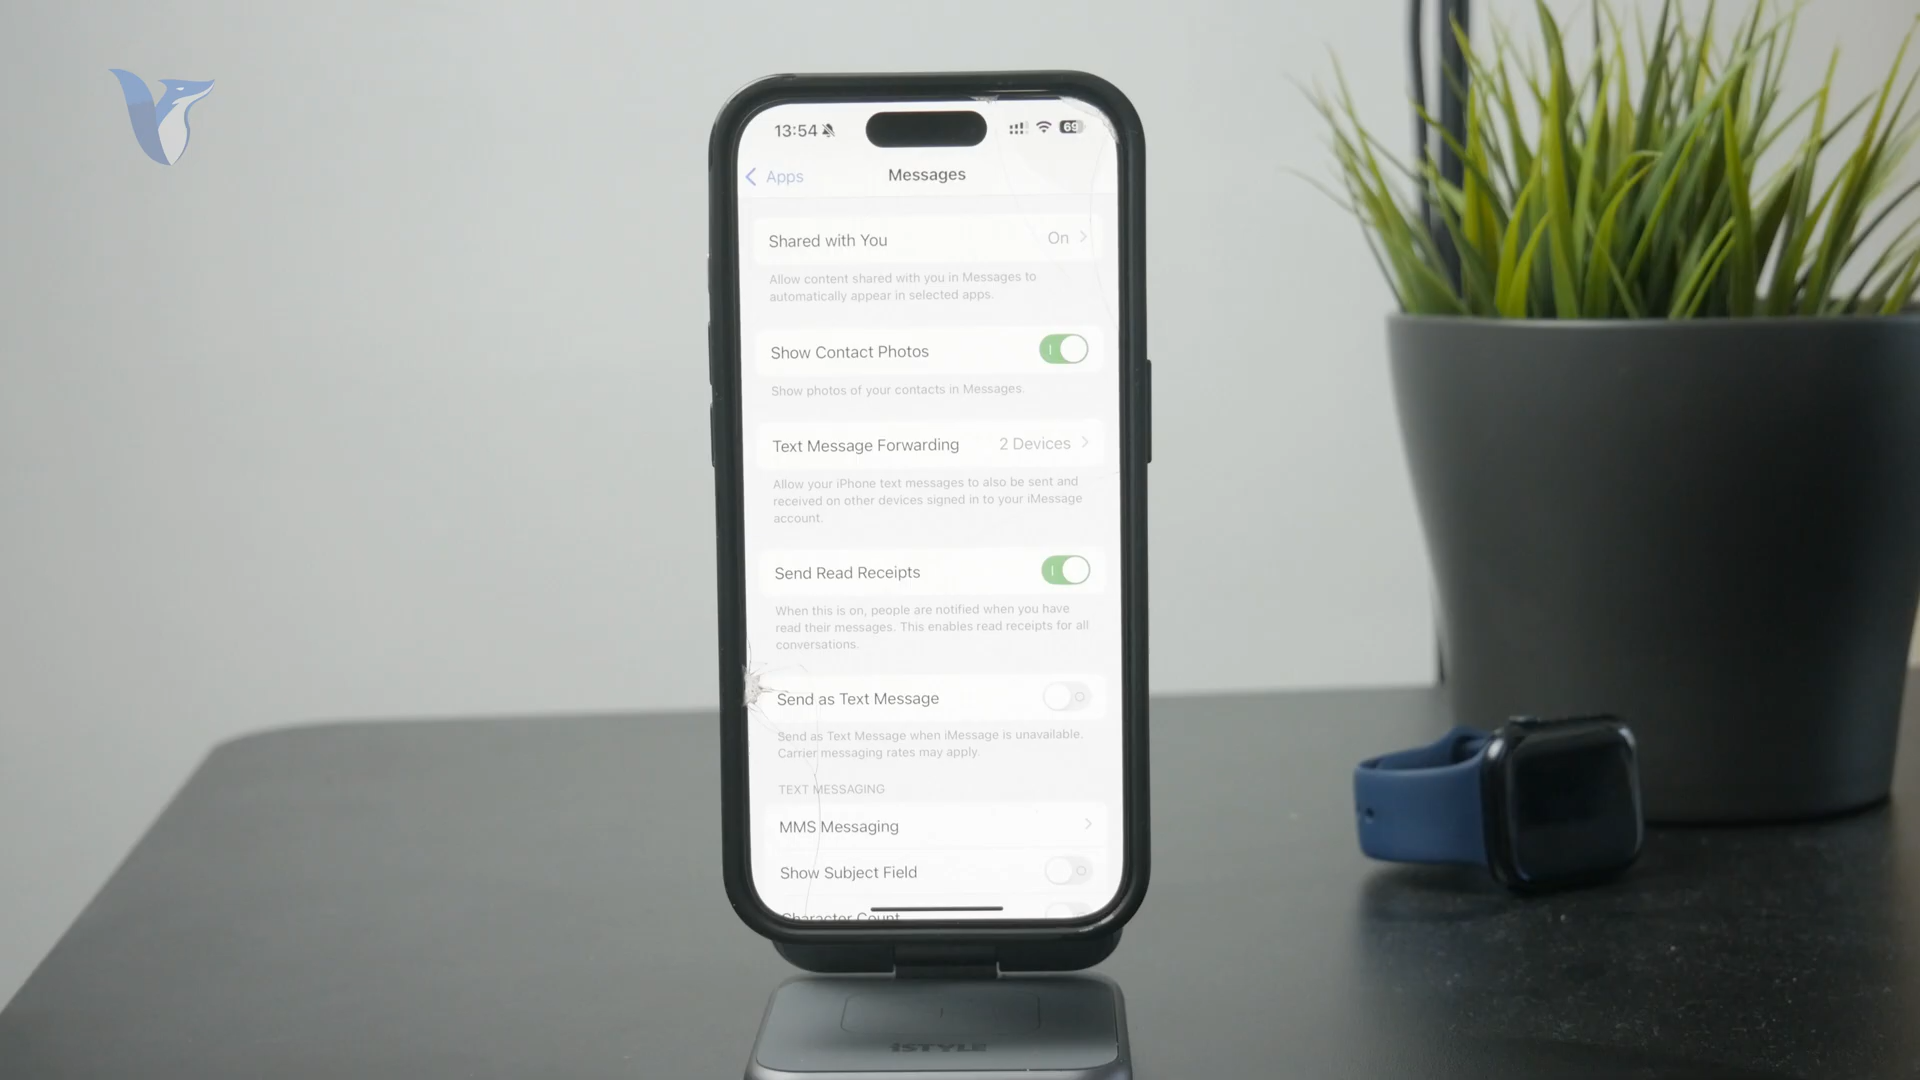 13:54
69
Apps
Messages
Shared with You
On
Allow content shared with you in Messages to
automatically appear in selected apps.
Show Contact Photos
Show photos of your contacts in Messages.
Text Message Forwarding
2 Devices
Allow your iPhone text messages to also be sent and
received on other devices signed in to your iMessage
account.
Send Read Receipts
When this is on, people are notified when you have
read their messages. This enables read receipts for all
conversations.
Send as Text Message
Send as Text Message when iMessage is unavailable.
Carrier messaging rates may apply.
TEXT MESSAGING
MMS Messaging
Show Subject Field
Character Count
iSTYLE